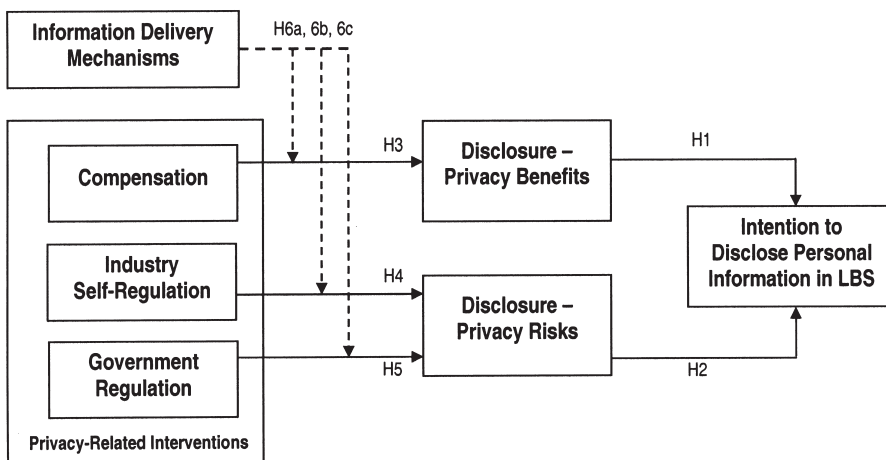 Information Delivery
Mechanisms
H6a, 6b, 6c
Compensation
H3
Disclosure –
Privacy Benefits
H1
Intention to
Disclose Personal
Information in LBS
Industry
Self-Regulation
H4
Disclosure –
Privacy Risks
Government
Regulation
H5
H2
Privacy-Related Interventions